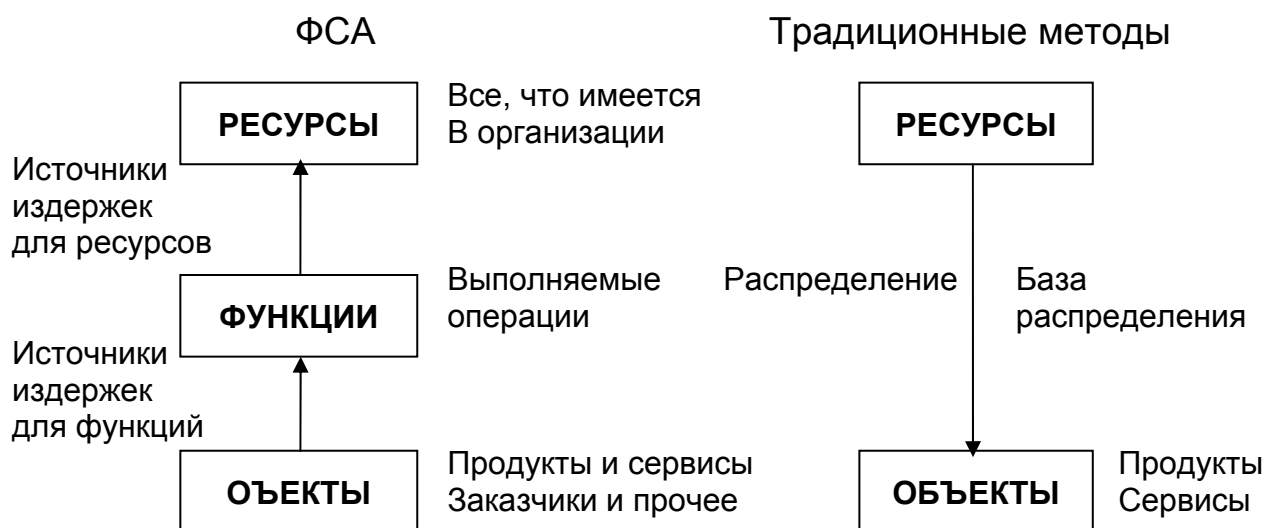 ФСА
Традиционные методы
РЕСУРСЫ
Все, что имеется
В организации
РЕСУРСЫ
Источники
издержек
для ресурсов
ФУНКЦИИ
Выполняемые
операции
Распределение
База
распределения
Источники
издержек
для функций
ОЪЕКТЫ
Продукты и сервисы
Заказчики и прочее
ОБЪЕКТЫ
Продукты
Сервисы